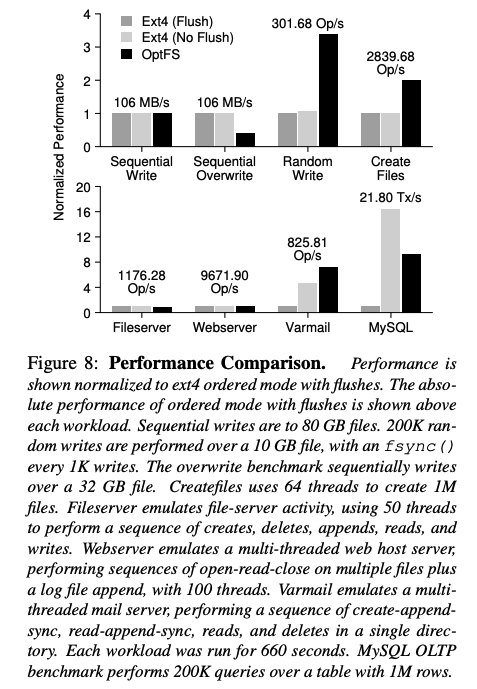 4
3
2
1
0
Ext4 (Flush)
Ext4 (No Flush)
OptFS
106 MB/s
106 MB/s
301.68 Op/s
2839.68
Op/s
Sequential
Write
Sequential
Overwrite
Random
Write
Create
Files
Normalized Performance
20
16
12
8
4
0
1176.28
Op/s
9671.90
Op/s
825.81
Op/s
21.80 Tx/s
Fileserver
Webserver
Varmail
MySQL
Figure 8: Performance Comparison. Performance is
shown normalized to ext4 ordered mode with flushes. The abso-
lute performance of ordered mode with flushes is shown above
each workload. Sequential writes are to 80 GB files. 200K ran-
dom writes are performed over a 10 GB file, with an fsync()
every 1K writes. The overwrite benchmark sequentially writes
over a 32 GB file. Createfiles uses 64 threads to create 1M
files. Fileserver emulates file-server activity, using 50 threads
to perform a sequence of creates, deletes, appends, reads, and
writes. Webserver emulates a multi-threaded web host server,
performing sequences of open-read-close on multiple files plus
a log file append, with 100 threads. Varmail emulates a multi-
threaded mail server, performing a sequence of create-append-
sync, read-append-sync, reads, and deletes in a single direc-
tory. Each workload was run for 660 seconds. MySQL OLTP
benchmark performs 200K queries over a table with 1M rows.